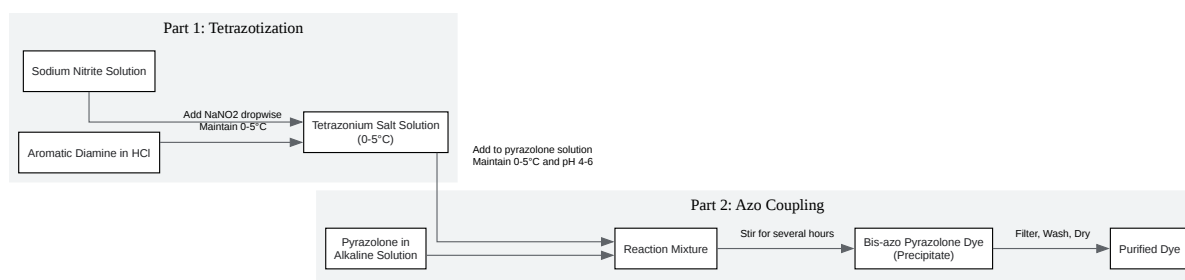 Part 1: Tetrazotization
Sodium Nitrite Solution
Add NaNO2 dropwise
Maintain 0-5°C
Tetrazonium Salt Solution
(0-5°C)
Aromatic Diamine in HCl
Add to pyrazolone solution
Maintain 0-5°C and pH 4-6
Part 2: Azo Coupling
Pyrazolone in
Alkaline Solution
Reaction Mixture
Stir for several hours
Bis-azo Pyrazolone Dye
(Precipitate)
Filter, Wash, Dry
Purified Dye